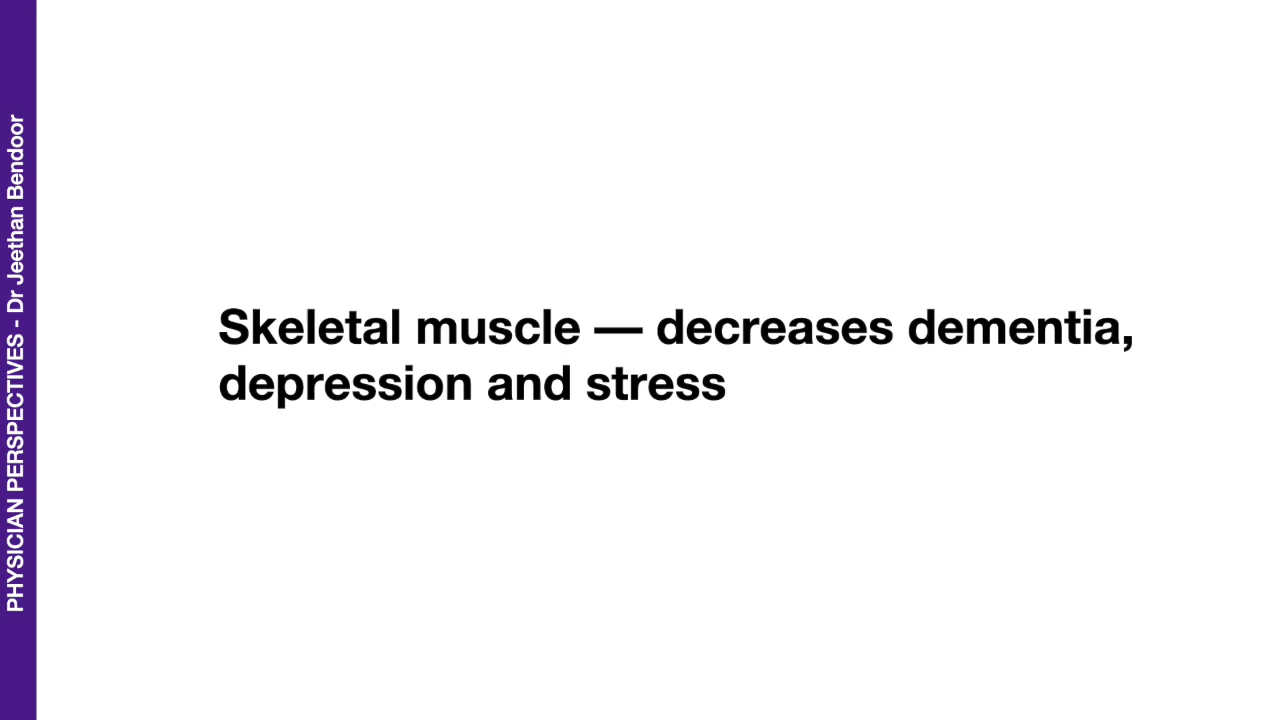 PHYSICIAN PERSPECTIVES - Dr Jeethan Bendoor
Skeletal muscle — decreases dementia,
depression and stress